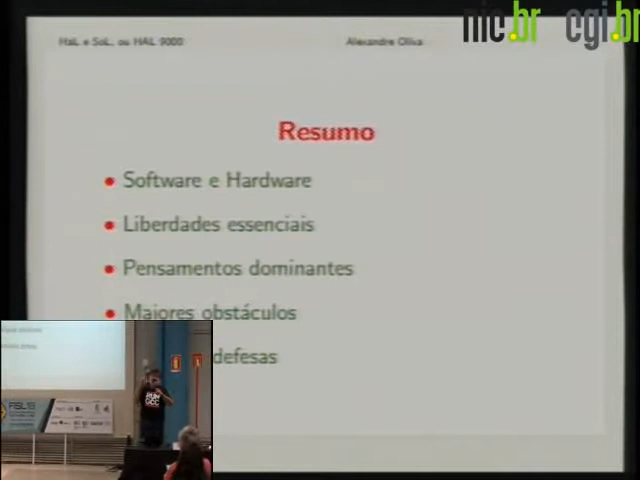 HaL e SoL, ou HAL 9000 Alexandre Oliva
nic.br cgi.br
Resumo
Software e Hardware
Liberdades essenciais
Pensamentos dominantes
Maiores obstáculos
defesas
FISL18